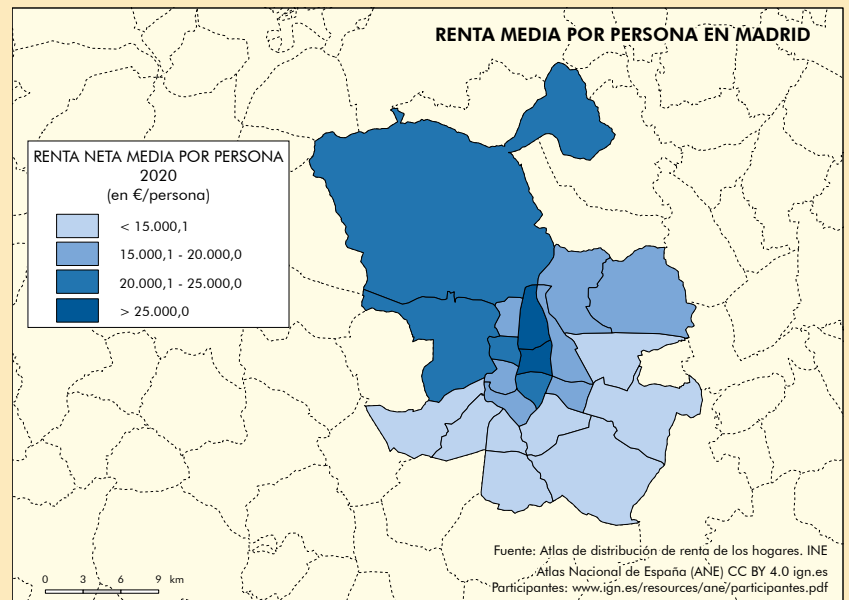 RENTA MEDIA POR PERSONA EN MADRID
RENTA NETA MEDIA POR PERSONA
2020
(en €/persona)
< 15.000,1
15.000,1 - 20.000,0
20.000,1 - 25.000,0
> 25.000,0
0 3 6 9 km
Fuente: Atlas de distribución de renta de los hogares. INE
Atlas Nacional de España (ANE) CC BY 4.0 ign.es
Participantes: www.ign.es/resources/ane/participantes.pdf